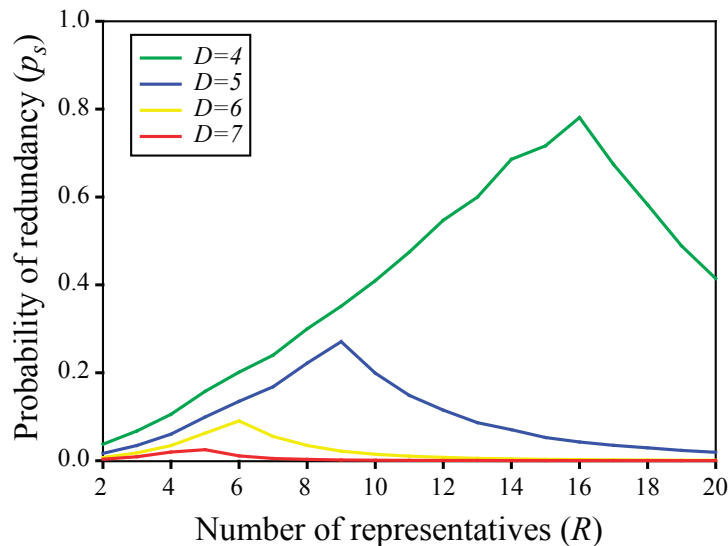 Probability of redundancy (pₛ)
1.0
0.8
0.6
0.4
0.2
0.0
D=4
D=5
D=6
D=7
2 4 6 8 10 12 14 16 18 20
Number of representatives (R)